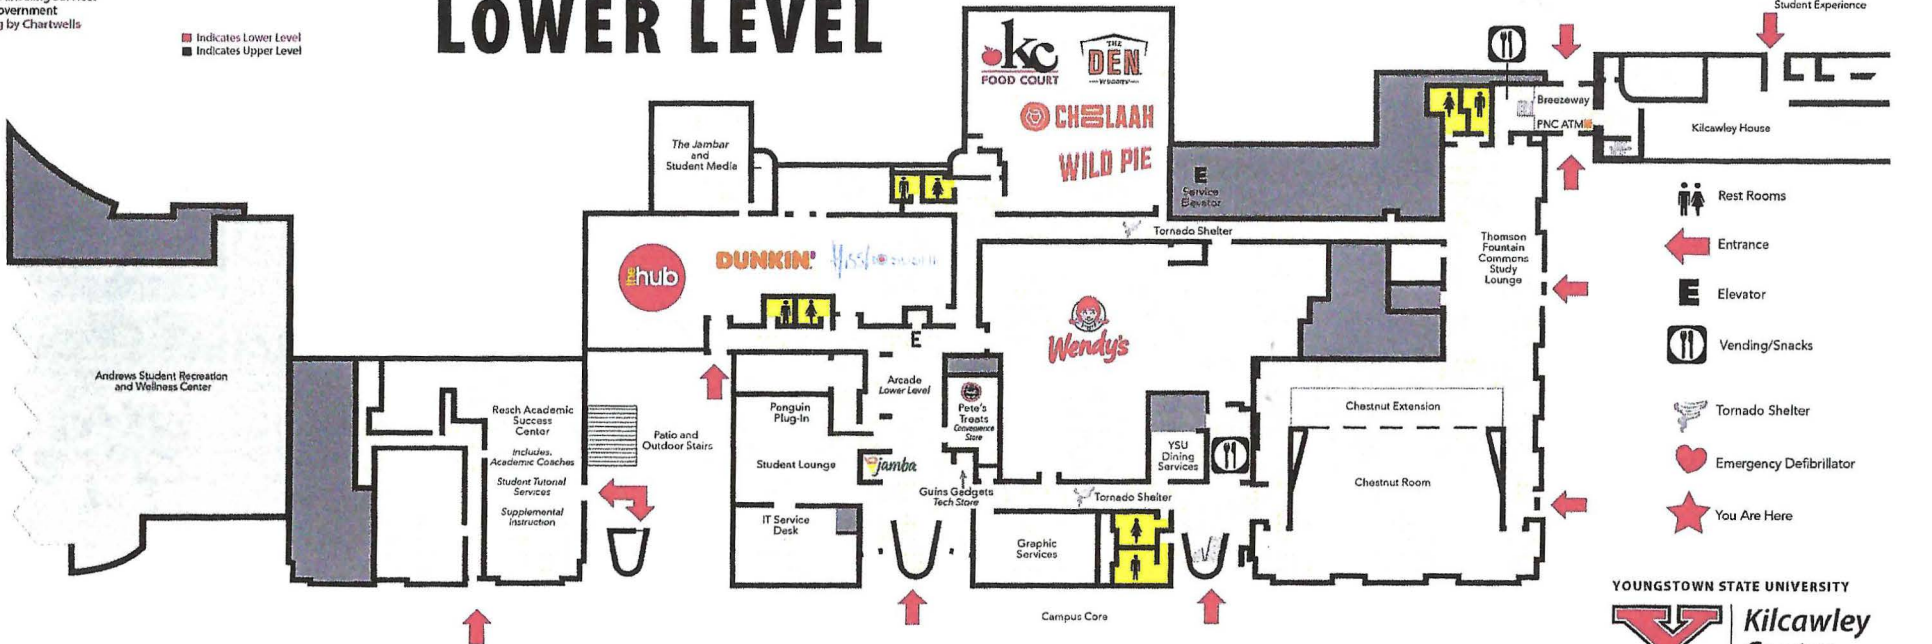 overnment
g by Chartwells
Indicates Lower Level
Indicates Upper Level
LOWER LEVEL
Student Experience
kc
FOOD COURT
THE
DEN
CHOOLAAH
WILD PIE
Breezeway
PNC ATM
Kilcawley House
The Jambar
and
Student Media
E
Service
Elevator
Tornado Shelter
the
hub
DUNKIN'
Thomson
Fountain
Commons
Study
Lounge
Rest Rooms
Entrance
E
Elevator
Vending/Snacks
Tornado Shelter
Emergency Defibrillator
You Are Here
Wendy's
E
Andrews Student Recreation
and Wellness Center
Arcade
Lower Level
Resch Academic
Success
Center
Includes,
Academic Coaches
Student Tutorial
Services
Supplemental
Instruction
Patio and
Outdoor Stairs
Penguin
Plug-In
Student Lounge
jamba
Pete's
Treats
Convenience
Store
YSU
Dining
Services
Chestnut Extension
Chestnut Room
Guins Gadgets
Tech Store
Tornado Shelter
IT Service
Desk
Graphic
Services
Campus Core
YOUNGSTOWN STATE UNIVERSITY
Y
Kilcawley